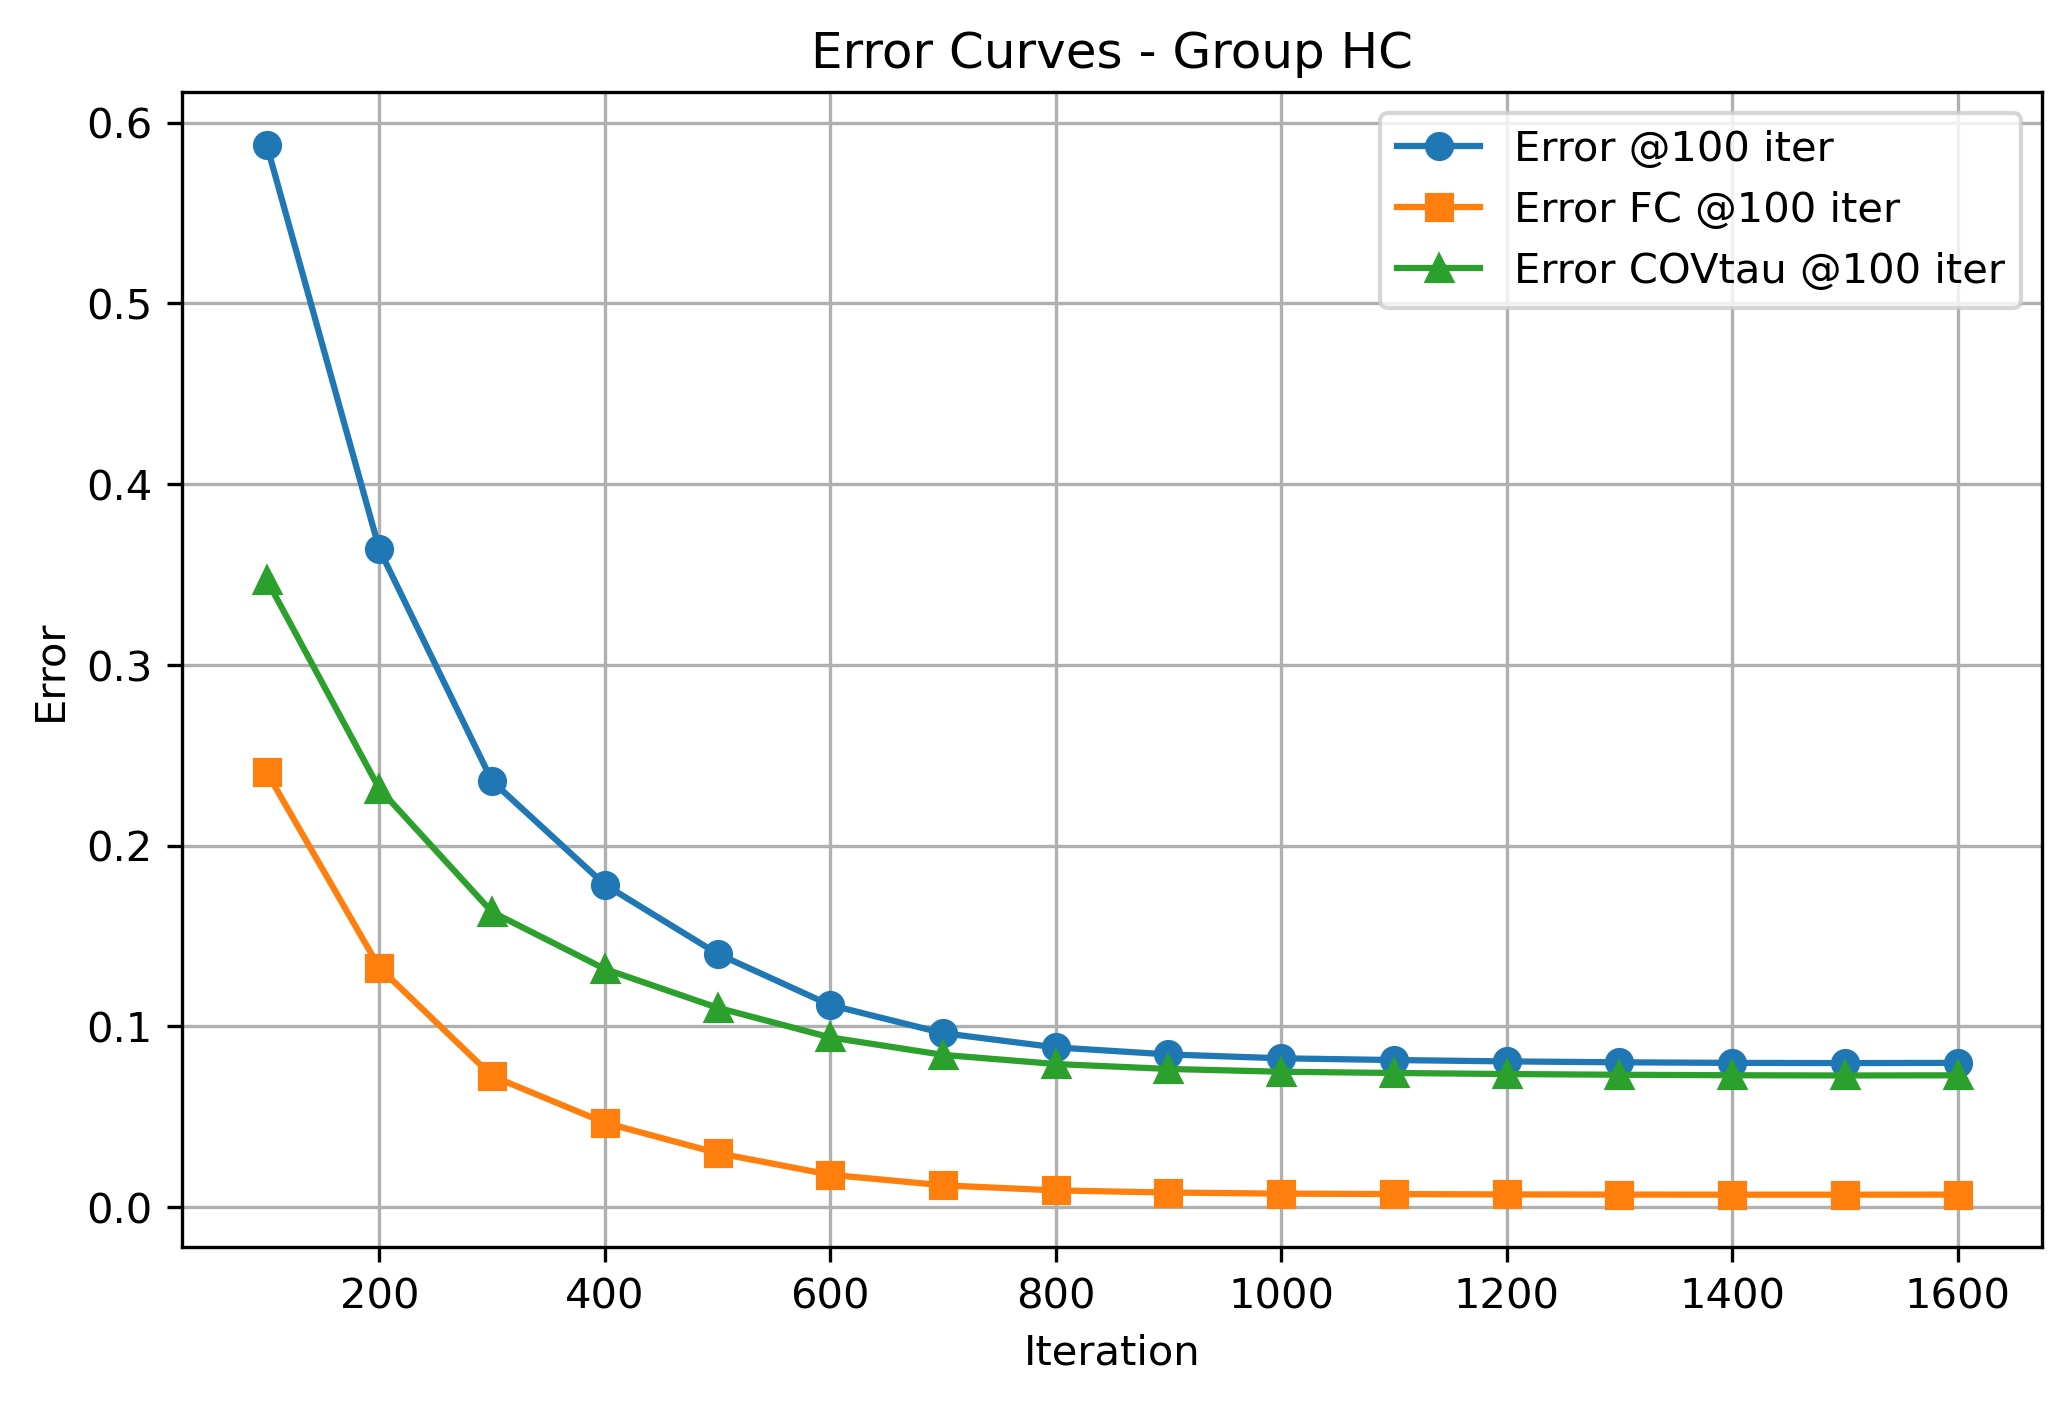 Error Curves - Group HC
0.6
0.5
0.4
0.3
0.2
0.1
0.0
Error
Error @100 iter
Error FC @100 iter
Error COVtau @100 iter
200 400 600 800 1000 1200 1400 1600
Iteration